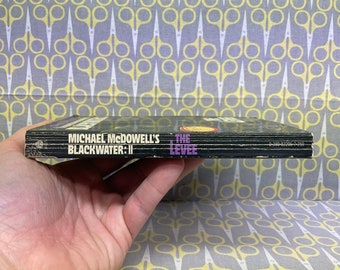 MICHAEL McDOWELL'S
BLACKWATER: II
THE
LEVEE